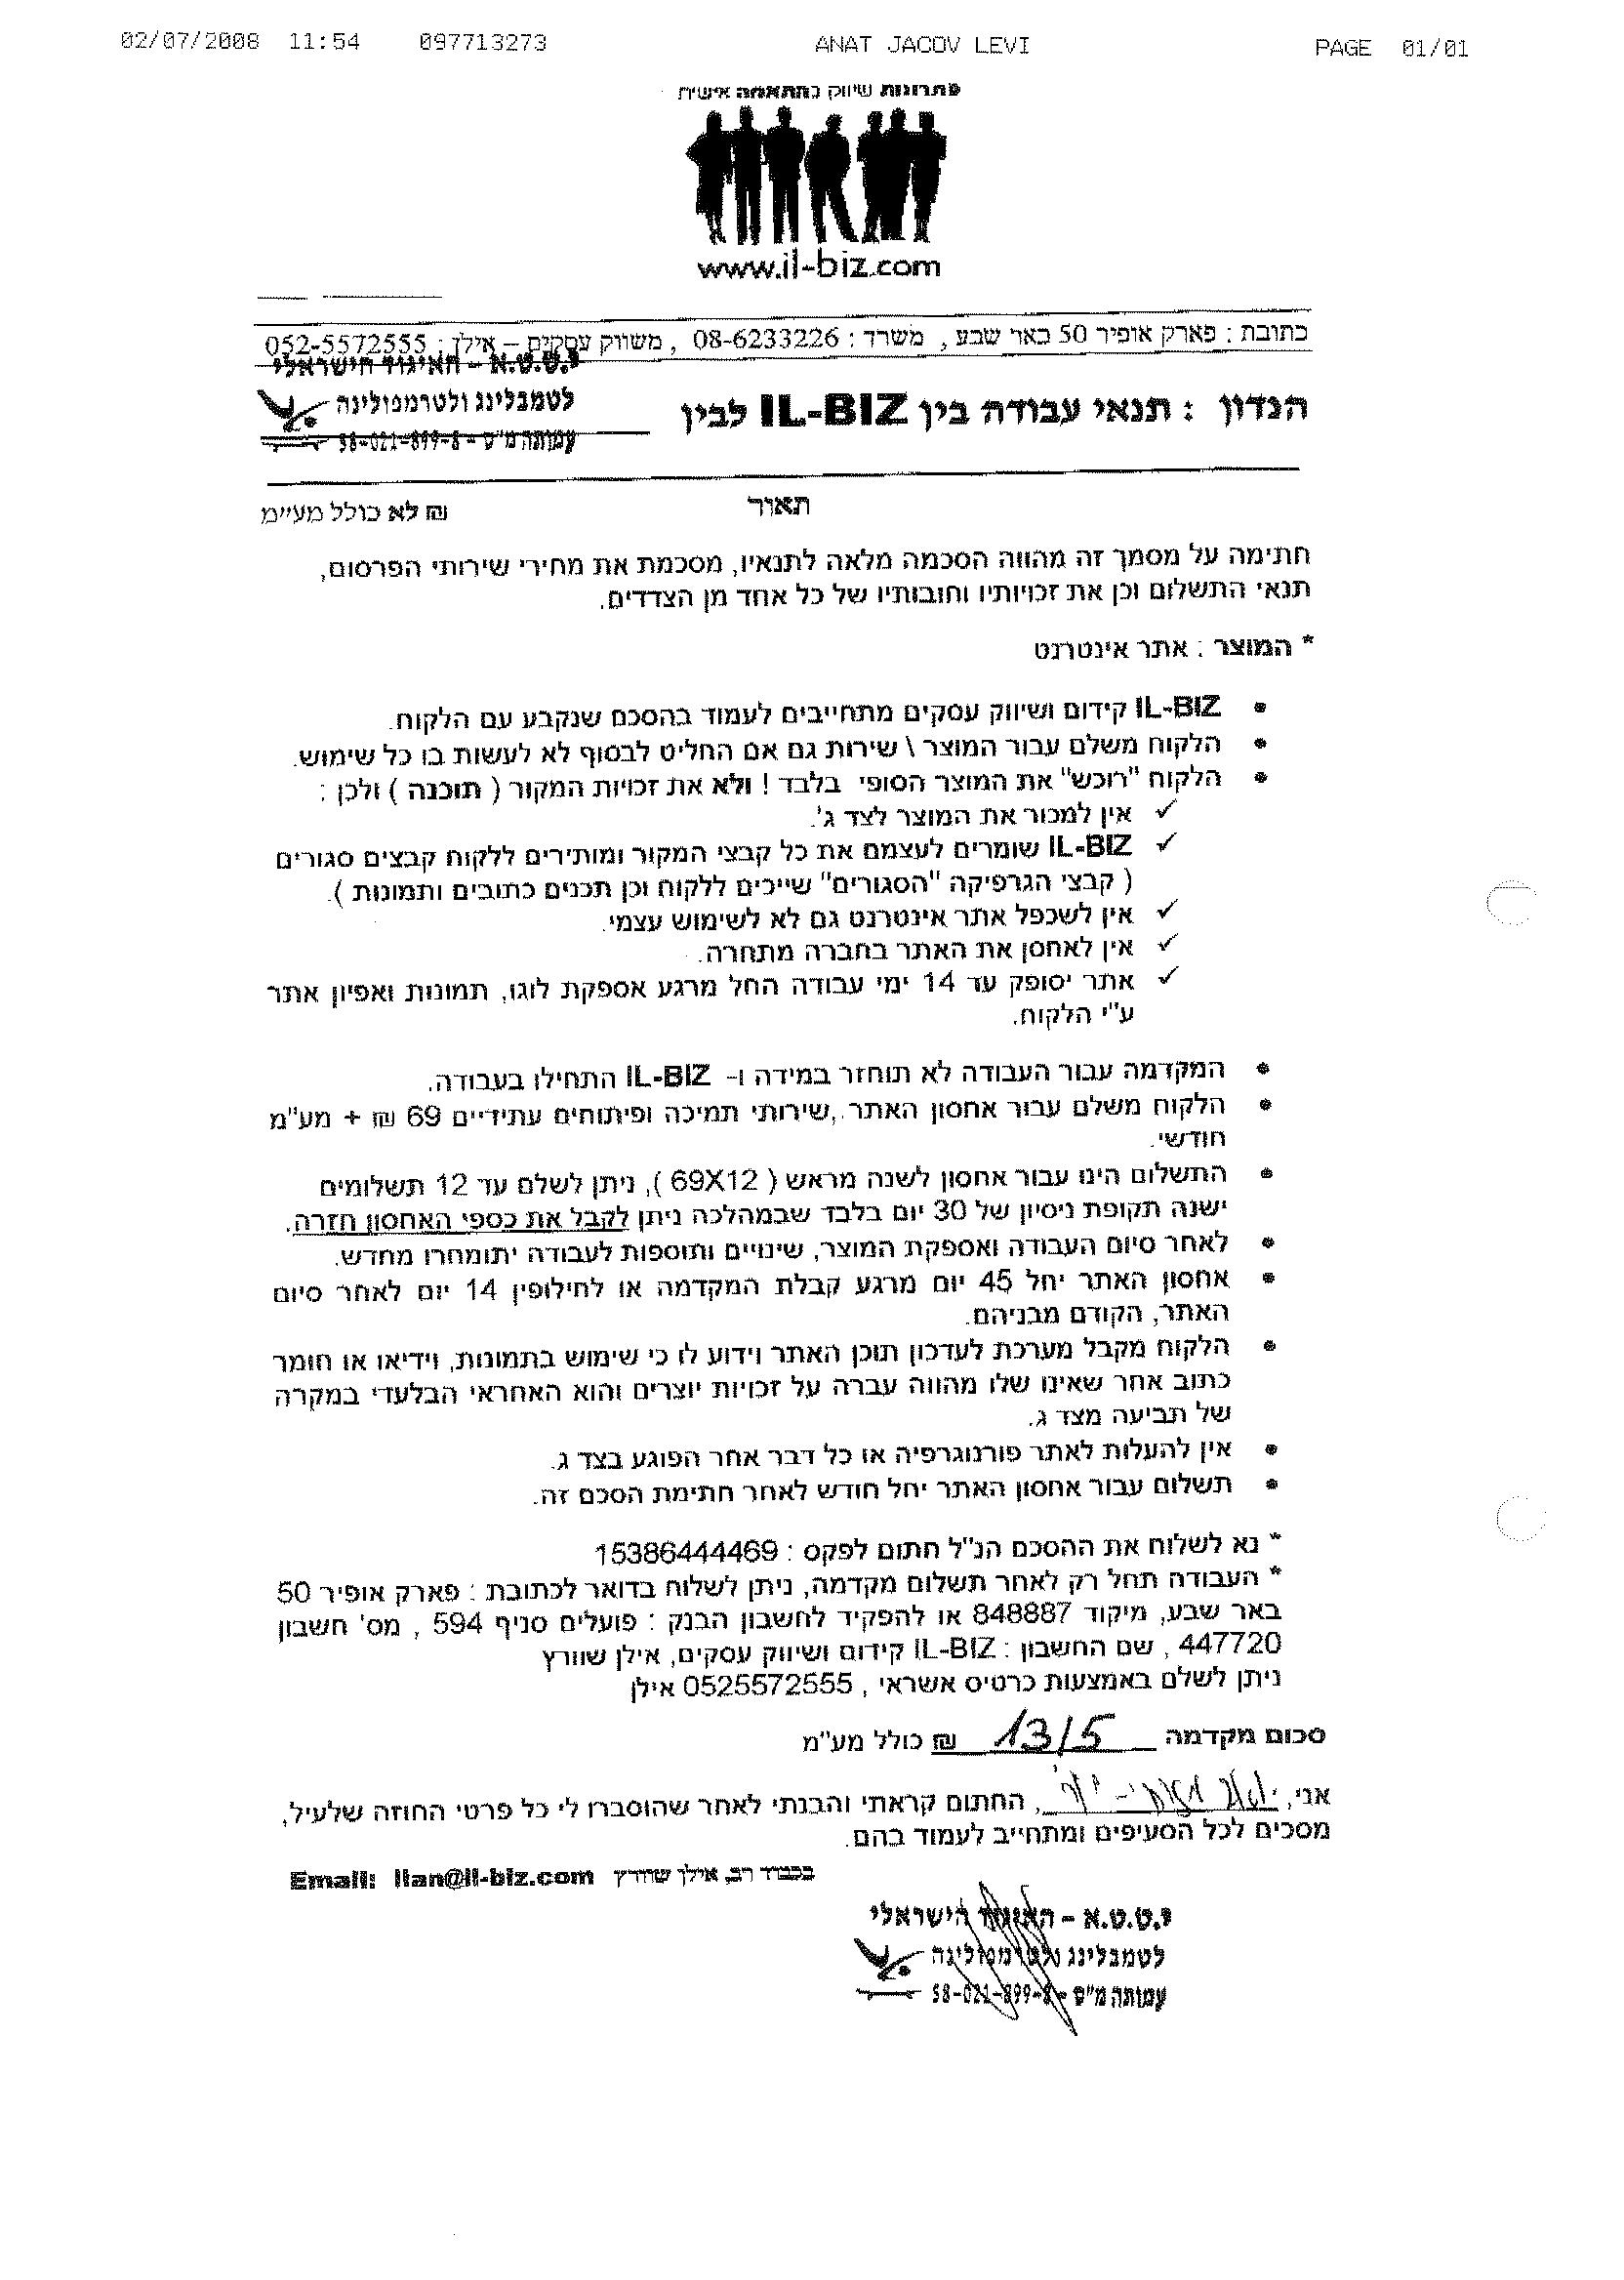 02/07/2008 11:54 097713273 ANAT JACOV LEVI PAGE 01/01
פתרונות שיווק בהתאמה אישית
www.il-biz.com
כתובת : פארק אופיר 50 באר שבע , משרד : 08-6233226 , משווק עסקים – אילן : 052-5572555
י.ט.ט.א - האיגוד הישראלי
לטמבלינג ולטרמפולינה
עמותה מ"ס - 58-021-899-8
הנדון : תנאי עבודה בין IL-BIZ לבין
תאור
₪ לא כולל מעיימ
חתימה על מסמך זה מהווה הסכמה מלאה לתנאיו, מסכמת את מחירי שירותי הפרסום,
תנאי התשלום וכן את זכויותיו וחובותיו של כל אחד מן הצדדים.
* המוצר : אתר אינטרנט
• IL-BIZ קידום ושיווק עסקים מתחייבים לעמוד בהסכם שנקבע עם הלקוח.
• הלקוח משלם עבור המוצר \ שירות גם אם החליט לבסוף לא לעשות בו כל שימוש.
• הלקוח "רוכש" את המוצר הסופי בלבד ! ולא את זכויות המקור ( תוכנה ) ולכן :
✓ אין למכור את המוצר לצד ג'.
✓ IL-BIZ שומרים לעצמם את כל קבצי המקור ומותירים ללקוח קבצים סגורים
( קבצי הגרפיקה "הסגורים" שייכים ללקוח וכן תכנים כתובים ותמונות ).
✓ אין לשכפל אתר אינטרנט גם לא לשימוש עצמי.
✓ אין לאחסן את האתר בחברה מתחרה.
✓ אתר יסופק עד 14 ימי עבודה החל מרגע אספקת לוגו, תמונות ואפיון אתר
ע"י הלקוח.
• המקדמה עבור העבודה לא תוחזר במידה ו- IL-BIZ התחילו בעבודה.
• הלקוח משלם עבור אחסון האתר ,שירותי תמיכה ופיתוחים עתידיים 69 ₪ + מע"מ
חודשי.
• התשלום הינו עבור אחסון לשנה מראש ( 69X12 ), ניתן לשלם עד 12 תשלומים
ישנה תקופת ניסיון של 30 יום בלבד שבמהלכה ניתן לקבל את כספי האחסון חזרה.
• לאחר סיום העבודה ואספקת המוצר, שינויים ותוספות לעבודה יתומחרו מחדש.
• אחסון האתר יחל 45 יום מרגע קבלת המקדמה או לחילופין 14 יום לאחר סיום
האתר, הקודם מבניהם.
• הלקוח מקבל מערכת לעדכון תוכן האתר וידוע לו כי שימוש בתמונות, וידיאו או חומר
כתוב אחר שאינו שלו מהווה עברה על זכויות יוצרים והוא האחראי הבלעדי במקרה
של תביעה מצד ג.
• אין להעלות לאתר פורנוגרפיה או כל דבר אחר הפוגע בצד ג.
• תשלום עבור אחסון האתר יחל חודש לאחר חתימת הסכם זה.
* נא לשלוח את ההסכם הנ"ל חתום לפקס : 15386444469
* העבודה תחל רק לאחר תשלום מקדמה, ניתן לשלוח בדואר לכתובת : פארק אופיר 50
באר שבע, מיקוד 848887 או להפקיד לחשבון הבנק : פועלים סניף 594 , מס' חשבון
447720 , שם החשבון : IL-BIZ קידום ושיווק עסקים, אילן שוורץ
ניתן לשלם באמצעות כרטיס אשראי , 0525572555 אילן
סכום מקדמה 13/5 ₪ כולל מע"מ
אני, , החתום קראתי והבנתי לאחר שהוסברו לי כל פרטי החוזה שלעיל,
מסכים לכל הסעיפים ומתחייב לעמוד בהם.
בכבוד רב, אילן שוורץ Email: ilan@il-biz.com
י.ט.ט.א - האיגוד הישראלי
לטמבלינג ולטרמפולינה
עמותה מ"ס - 58-021-899-8